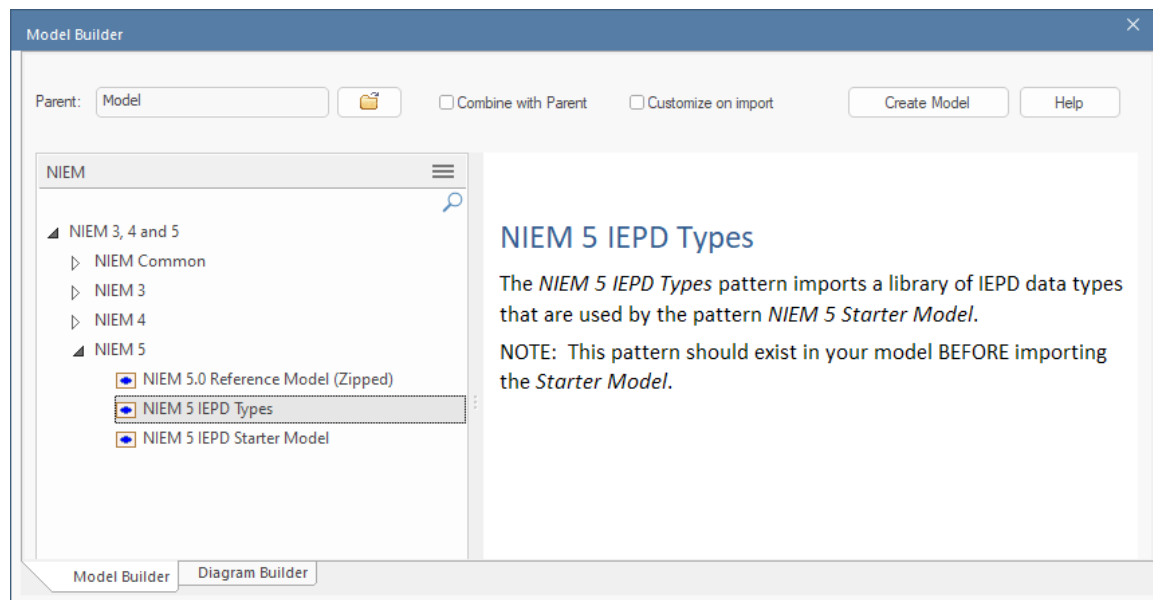 Model Builder
Parent: Model Combine with Parent Customize on import Create Model Help
NIEM
NIEM 3, 4 and 5
NIEM Common
NIEM 3
NIEM 4
NIEM 5
NIEM 5.0 Reference Model (Zipped)
NIEM 5 IEPD Types
NIEM 5 IEPD Starter Model
NIEM 5 IEPD Types
The NIEM 5 IEPD Types pattern imports a library of IEPD data types
that are used by the pattern NIEM 5 Starter Model.
NOTE: This pattern should exist in your model BEFORE importing
the Starter Model.
Model Builder Diagram Builder